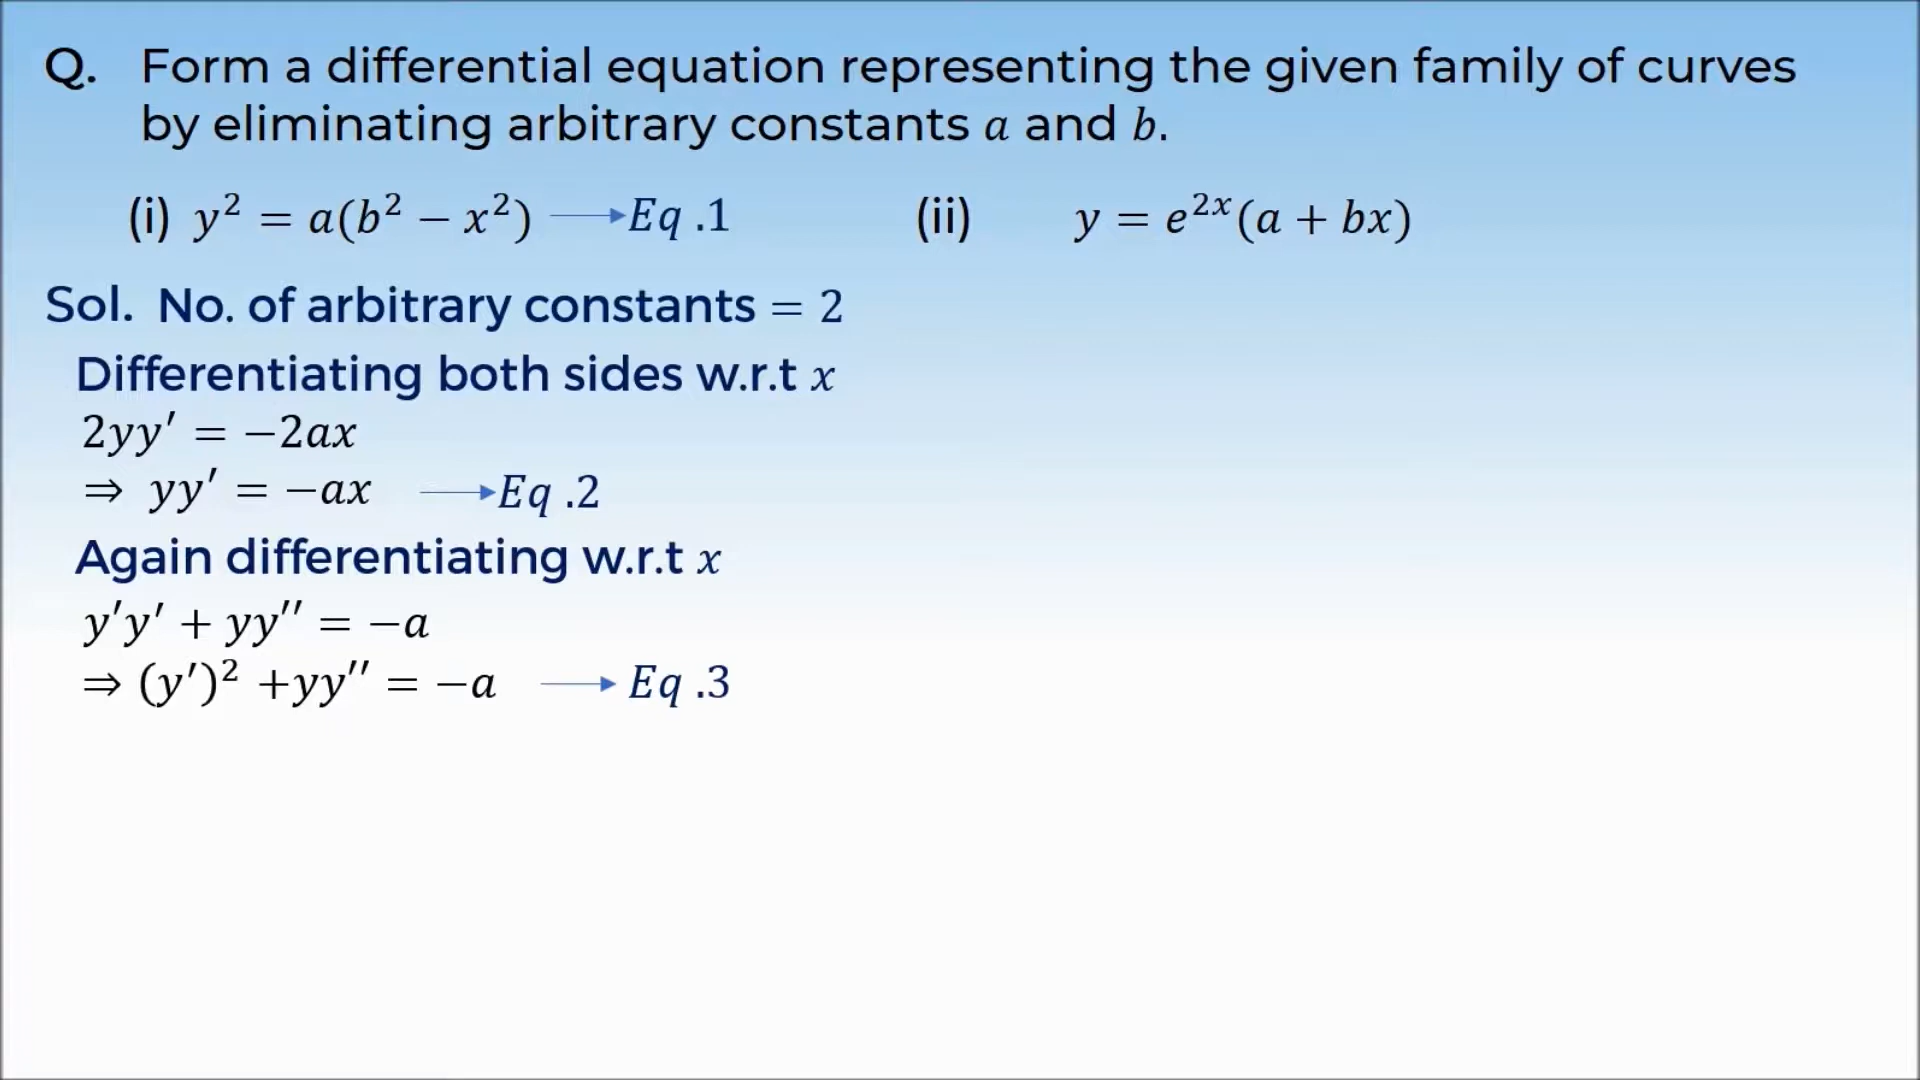 Q. Form a differential equation representing the given family of curves
by eliminating arbitrary constants a and b.
(i) y² = a(b² − x²) ⟶ Eq .1 (ii) y = e²ˣ(a + bx)
Sol. No. of arbitrary constants = 2
Differentiating both sides w.r.t x
2yy′ = −2ax
⇒ yy′ = −ax ⟶ Eq .2
Again differentiating w.r.t x
y′y′ + yy′′ = −a
⇒ (y′)² +yy′′ = −a ⟶ Eq .3